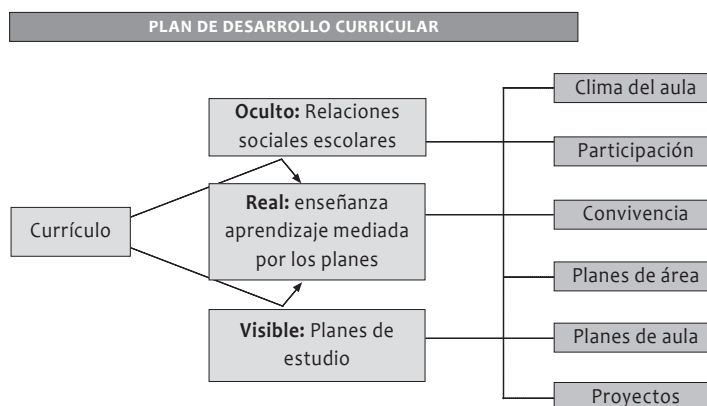 PLAN DE DESARROLLO CURRICULAR
Currículo
Oculto: Relaciones
sociales escolares
Real: enseñanza
aprendizaje mediada
por los planes
Visible: Planes de
estudio
Clima del aula
Participación
Convivencia
Planes de área
Planes de aula
Proyectos